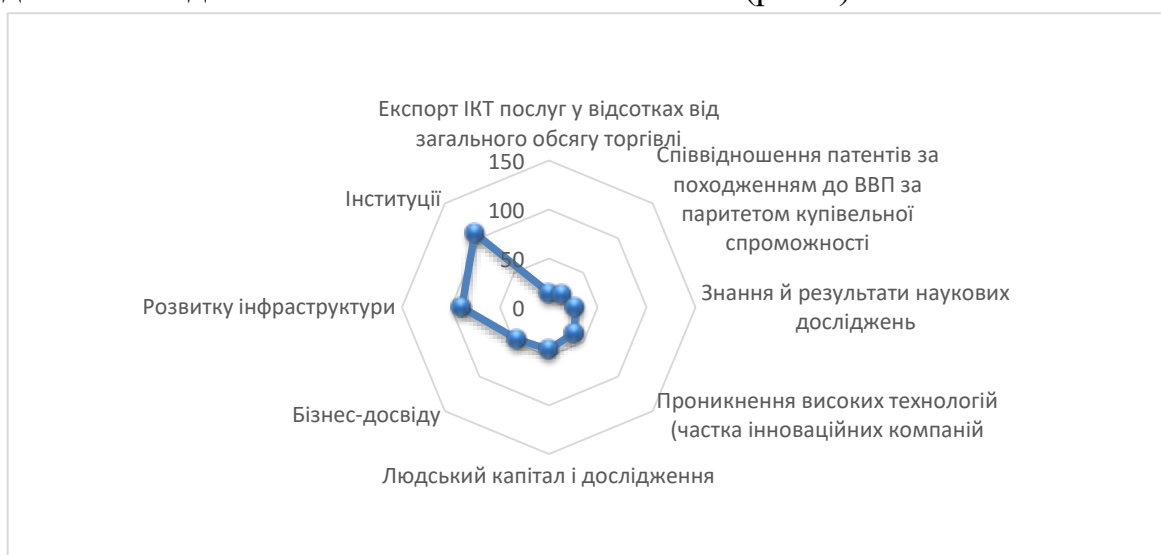 Експорт ІКТ послуг у відсотках від
загального обсягу торгівлі
Співвідношення патентів за
походженням до ВВП за
паритетом купівельної
спроможності
Знання й результати наукових
досліджень
Проникнення високих технологій
(частка інноваційних компаній
Людський капітал і дослідження
Бізнес-досвіду
Розвитку інфраструктури
Інституції
150
100
50
0